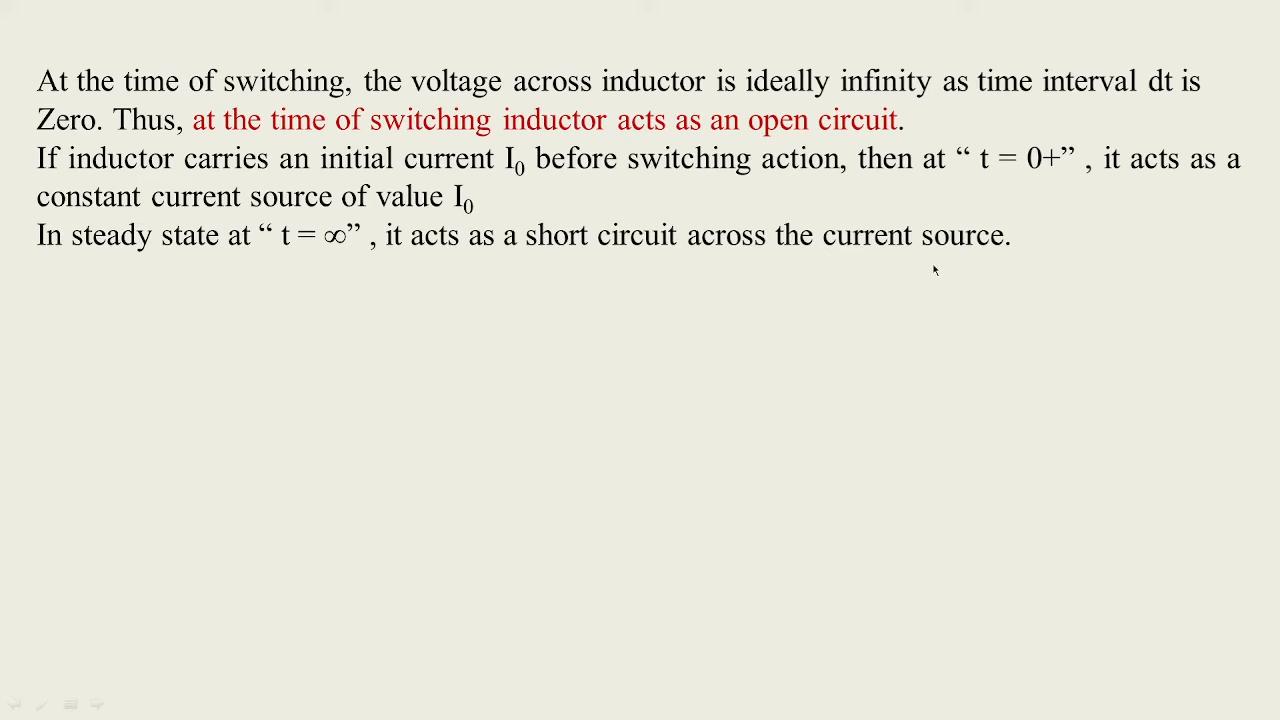 At the time of switching, the voltage across inductor is ideally infinity as time interval dt is
Zero. Thus, at the time of switching inductor acts as an open circuit.
If inductor carries an initial current I₀ before switching action, then at “ t = 0+” , it acts as a
constant current source of value I₀
In steady state at “ t = ∞” , it acts as a short circuit across the current source.